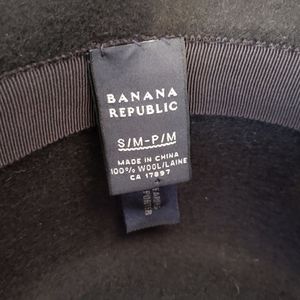 BANANA
REPUBLIC
S/M-P/M
MADE IN CHINA
100% WOOL/LAINE
CA 17897